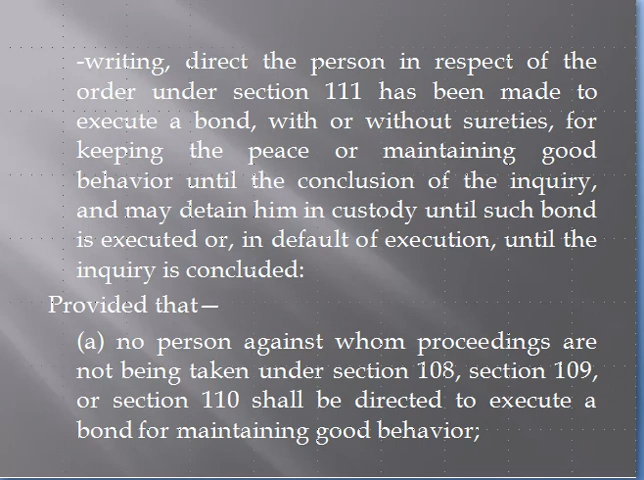 -writing, direct the person in respect of the
order under section 111 has been made to
execute a bond, with or without sureties, for
keeping the peace or maintaining good
behavior until the conclusion of the inquiry,
and may detain him in custody until such bond
is executed or, in default of execution, until the
inquiry is concluded:
Provided that—
(a) no person against whom proceedings are
not being taken under section 108, section 109,
or section 110 shall be directed to execute a
bond for maintaining good behavior;